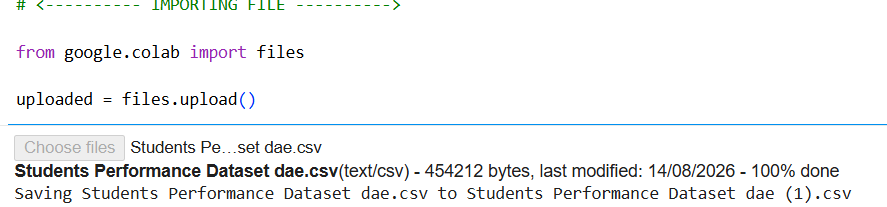 # <---------- IMPORTING FILE ---------->
from google.colab import files
uploaded = files.upload()
Choose files Students Pe…set dae.csv
Students Performance Dataset dae.csv(text/csv) - 454212 bytes, last modified: 14/08/2026 - 100% done
Saving Students Performance Dataset dae.csv to Students Performance Dataset dae (1).csv